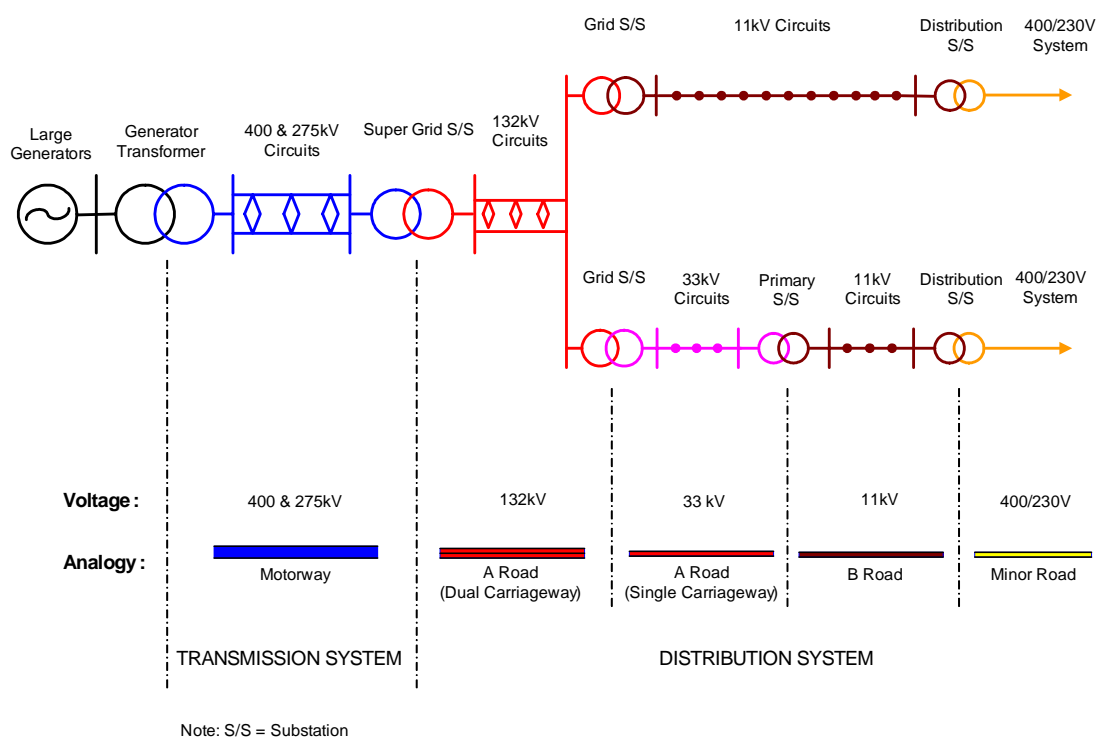 Grid S/S
11kV Circuits
Distribution
S/S
400/230V
System
Large
Generators
Generator
Transformer
400 & 275kV
Circuits
Super Grid S/S
132kV
Circuits
Grid S/S
33kV
Circuits
Primary
S/S
11kV
Circuits
Distribution
S/S
400/230V
System
Voltage :
400 & 275kV
132kV
33 kV
11kV
400/230V
Analogy :
Motorway
A Road
(Dual Carriageway)
A Road
(Single Carriageway)
B Road
Minor Road
TRANSMISSION SYSTEM
DISTRIBUTION SYSTEM
Note: S/S = Substation